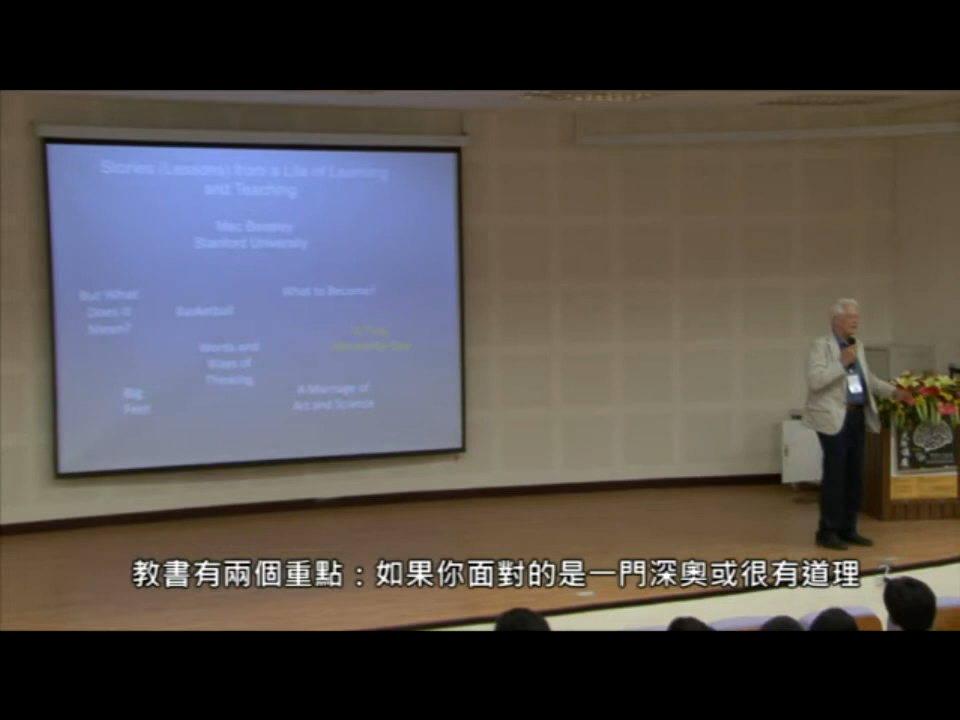 Stories (Lessons) from a Life of Learning
and Teaching
Mac Beasley
Stanford University
But What
Does It
Mean?
Basketball
What to Become?
Words and
Ways of
Thinking
Big
Feet
A Marriage of
Art and Science
教書有兩個重點：如果你面對的是一門深奧或很有道理